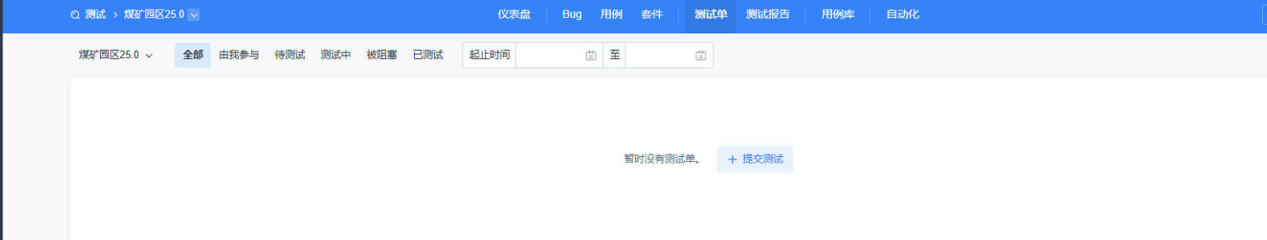 测试 > 煤矿园区25.0 仪表盘 Bug 用例 套件 测试单 测试报告 用例库 自动化
煤矿园区25.0 全部 由我参与 待测试 测试中 被阻塞 已测试 起止时间 至
暂时没有测试单。 + 提交测试